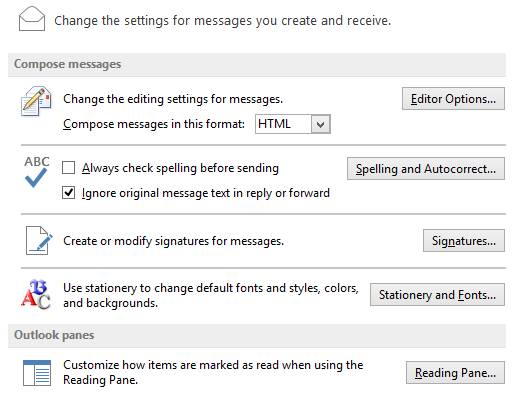 Change the settings for messages you create and receive.
Compose messages
Change the editing settings for messages.
Editor Options...
Compose messages in this format: HTML
ABC
Always check spelling before sending
Spelling and Autocorrect...
Ignore original message text in reply or forward
Create or modify signatures for messages.
Signatures...
ABC
Use stationery to change default fonts and styles, colors,
and backgrounds.
Stationery and Fonts...
Outlook panes
Customize how items are marked as read when using the
Reading Pane.
Reading Pane...